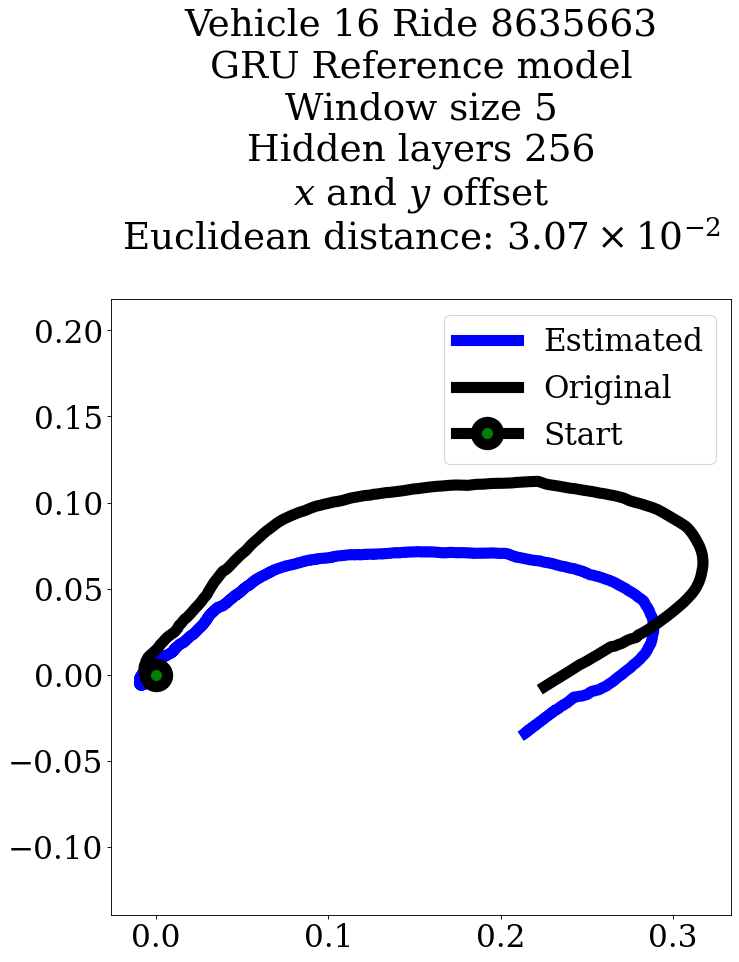 Vehicle 16 Ride 8635663
GRU Reference model
Window size 5
Hidden layers 256
x and y offset
Euclidean distance: 3.07 × 10⁻²
Estimated
Original
Start
0.20
0.15
0.10
0.05
0.00
−0.05
−0.10
0.0 0.1 0.2 0.3